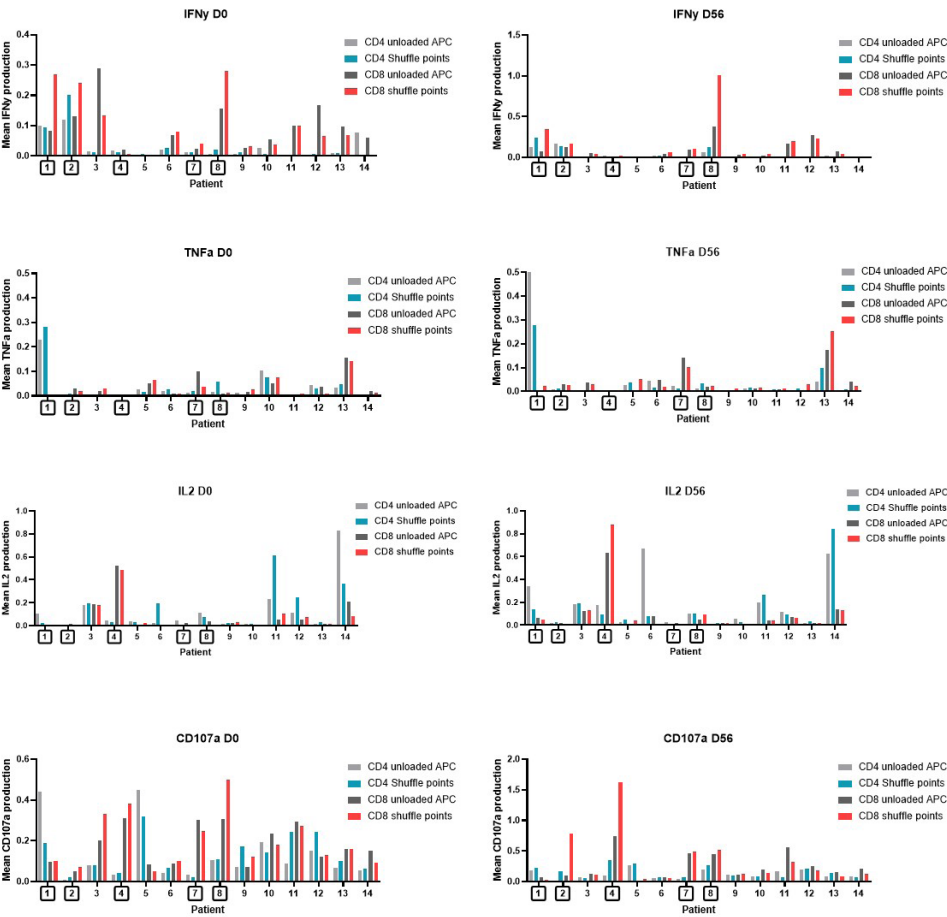 IFNy D0
Mean IFNy production
0.4
0.3
0.2
0.1
0.0
1 2 3 4 5 6 7 8 9 10 11 12 13 14
Patient
CD4 unloaded APC
CD4 Shuffle points
CD8 unloaded APC
CD8 shuffle points
IFNy D56
Mean IFNy production
1.5
1.0
0.5
0.0
1 2 3 4 5 6 7 8 9 10 11 12 13 14
Patient
CD4 unloaded APC
CD4 Shuffle points
CD8 unloaded APC
CD8 shuffle points
TNFa D0
Mean TNFa production
0.5
0.4
0.3
0.2
0.1
0.0
1 2 3 4 5 6 7 8 9 10 11 12 13 14
Patient
CD4 unloaded APC
CD4 Shuffle points
CD8 unloaded APC
CD8 shuffle points
TNFa D56
Mean TNFa production
0.5
0.4
0.3
0.2
0.1
0.0
1 2 3 4 5 6 7 8 9 10 11 12 13 14
Patient
CD4 unloaded APC
CD4 Shuffle points
CD8 unloaded APC
CD8 shuffle points
IL2 D0
Mean IL2 production
1.0
0.8
0.6
0.4
0.2
0.0
1 2 3 4 5 6 7 8 9 10 11 12 13 14
Patient
CD4 unloaded APC
CD4 Shuffle points
CD8 unloaded APC
CD8 shuffle points
IL2 D56
Mean IL2 production
1.0
0.8
0.6
0.4
0.2
0.0
1 2 3 4 5 6 7 8 9 10 11 12 13 14
Patient
CD4 unloaded APC
CD4 Shuffle points
CD8 unloaded APC
CD8 shuffle points
CD107a D0
Mean CD107a production
0.6
0.4
0.2
0.0
1 2 3 4 5 6 7 8 9 10 11 12 13 14
Patient
CD4 unloaded APC
CD4 Shuffle points
CD8 unloaded APC
CD8 shuffle points
CD107a D56
Mean CD107a production
2.0
1.5
1.0
0.5
0.0
1 2 3 4 5 6 7 8 9 10 11 12 13 14
Patient
CD4 unloaded APC
CD4 Shuffle points
CD8 unloaded APC
CD8 shuffle points